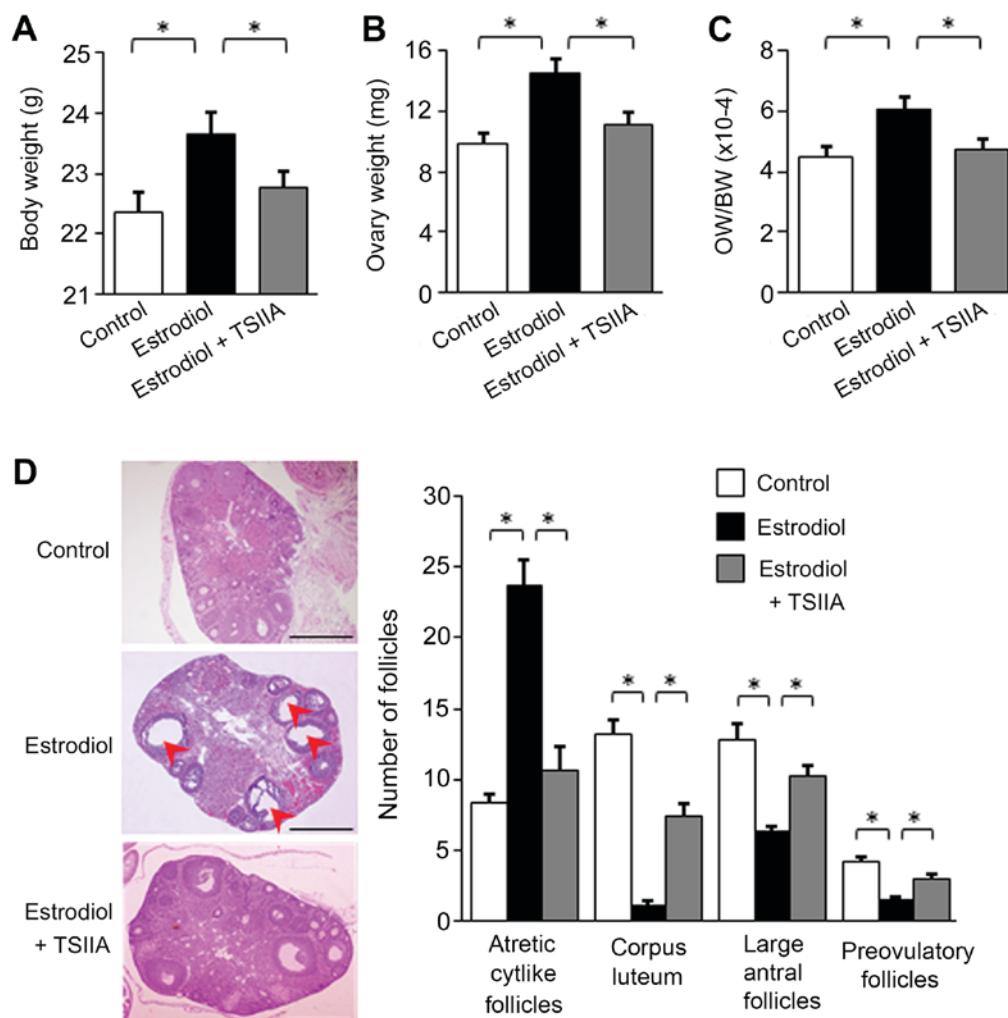 A
Body weight (g)
25
24
23
22
21
*
*
Control
Estrodiol
Estrodiol + TSIIA
B
Ovary weight (mg)
16
12
8
4
0
*
*
Control
Estrodiol
Estrodiol + TSIIA
C
OW/BW (x10-4)
8
6
4
2
0
*
*
Control
Estrodiol
Estrodiol + TSIIA
D
Control
Estrodiol
Estrodiol
+ TSIIA
Number of follicles
30
25
20
15
10
5
0
*
*
*
*
*
*
*
*
Control
Estrodiol
Estrodiol
+ TSIIA
Atretic
cytlike
follicles
Corpus
luteum
Large
antral
follicles
Preovulatory
follicles